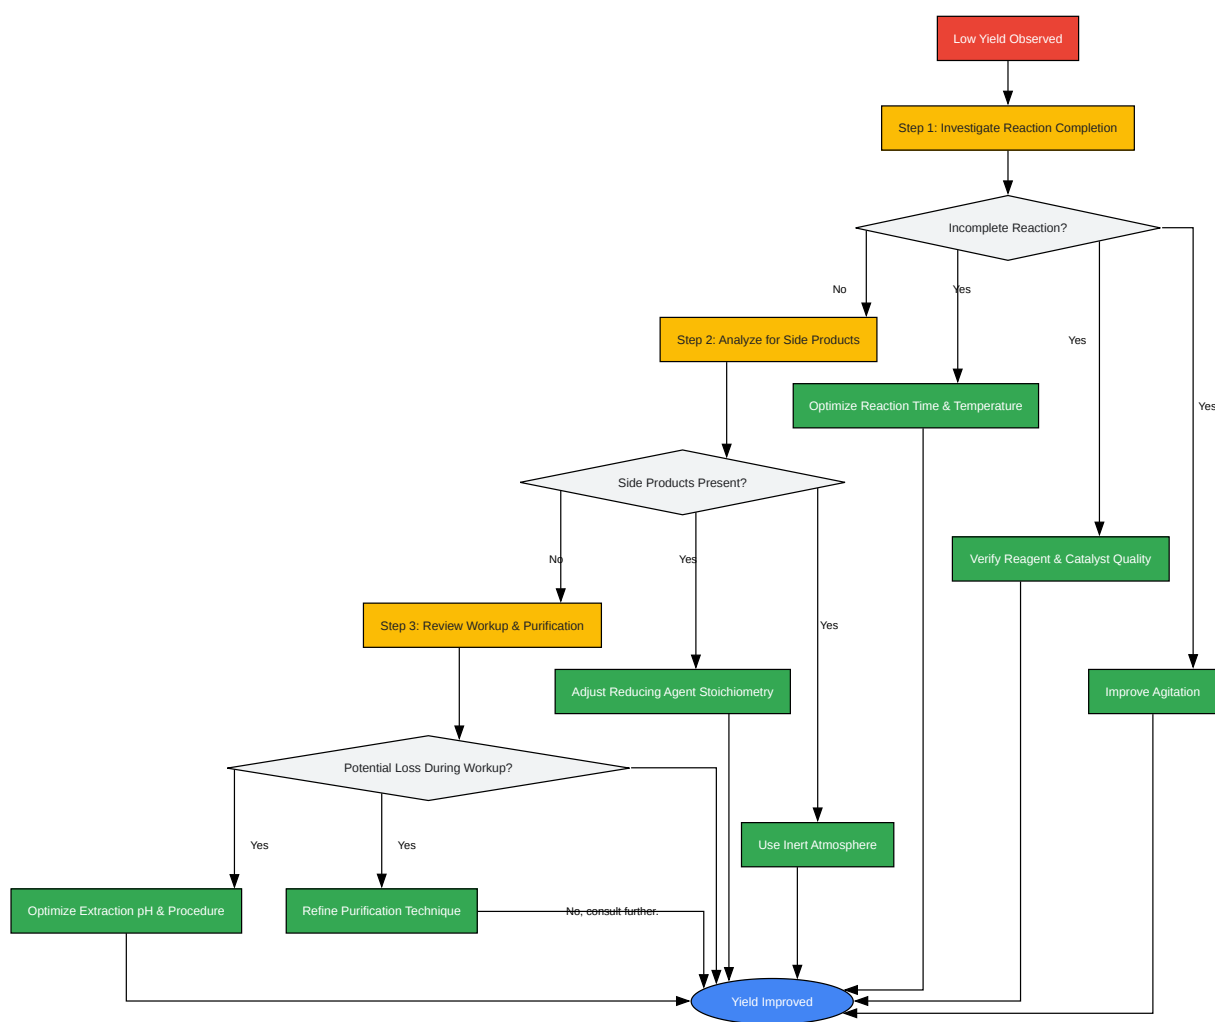 Low Yield Observed
Step 1: Investigate Reaction Completion
Incomplete Reaction?
No
Yes
Step 2: Analyze for Side Products
Yes
Optimize Reaction Time & Temperature
Yes
Side Products Present?
No
Yes
Verify Reagent & Catalyst Quality
Step 3: Review Workup & Purification
Yes
Adjust Reducing Agent Stoichiometry
Improve Agitation
Potential Loss During Workup?
Yes
Yes
Use Inert Atmosphere
Optimize Extraction pH & Procedure
Refine Purification Technique
No, consult further.
Yield Improved